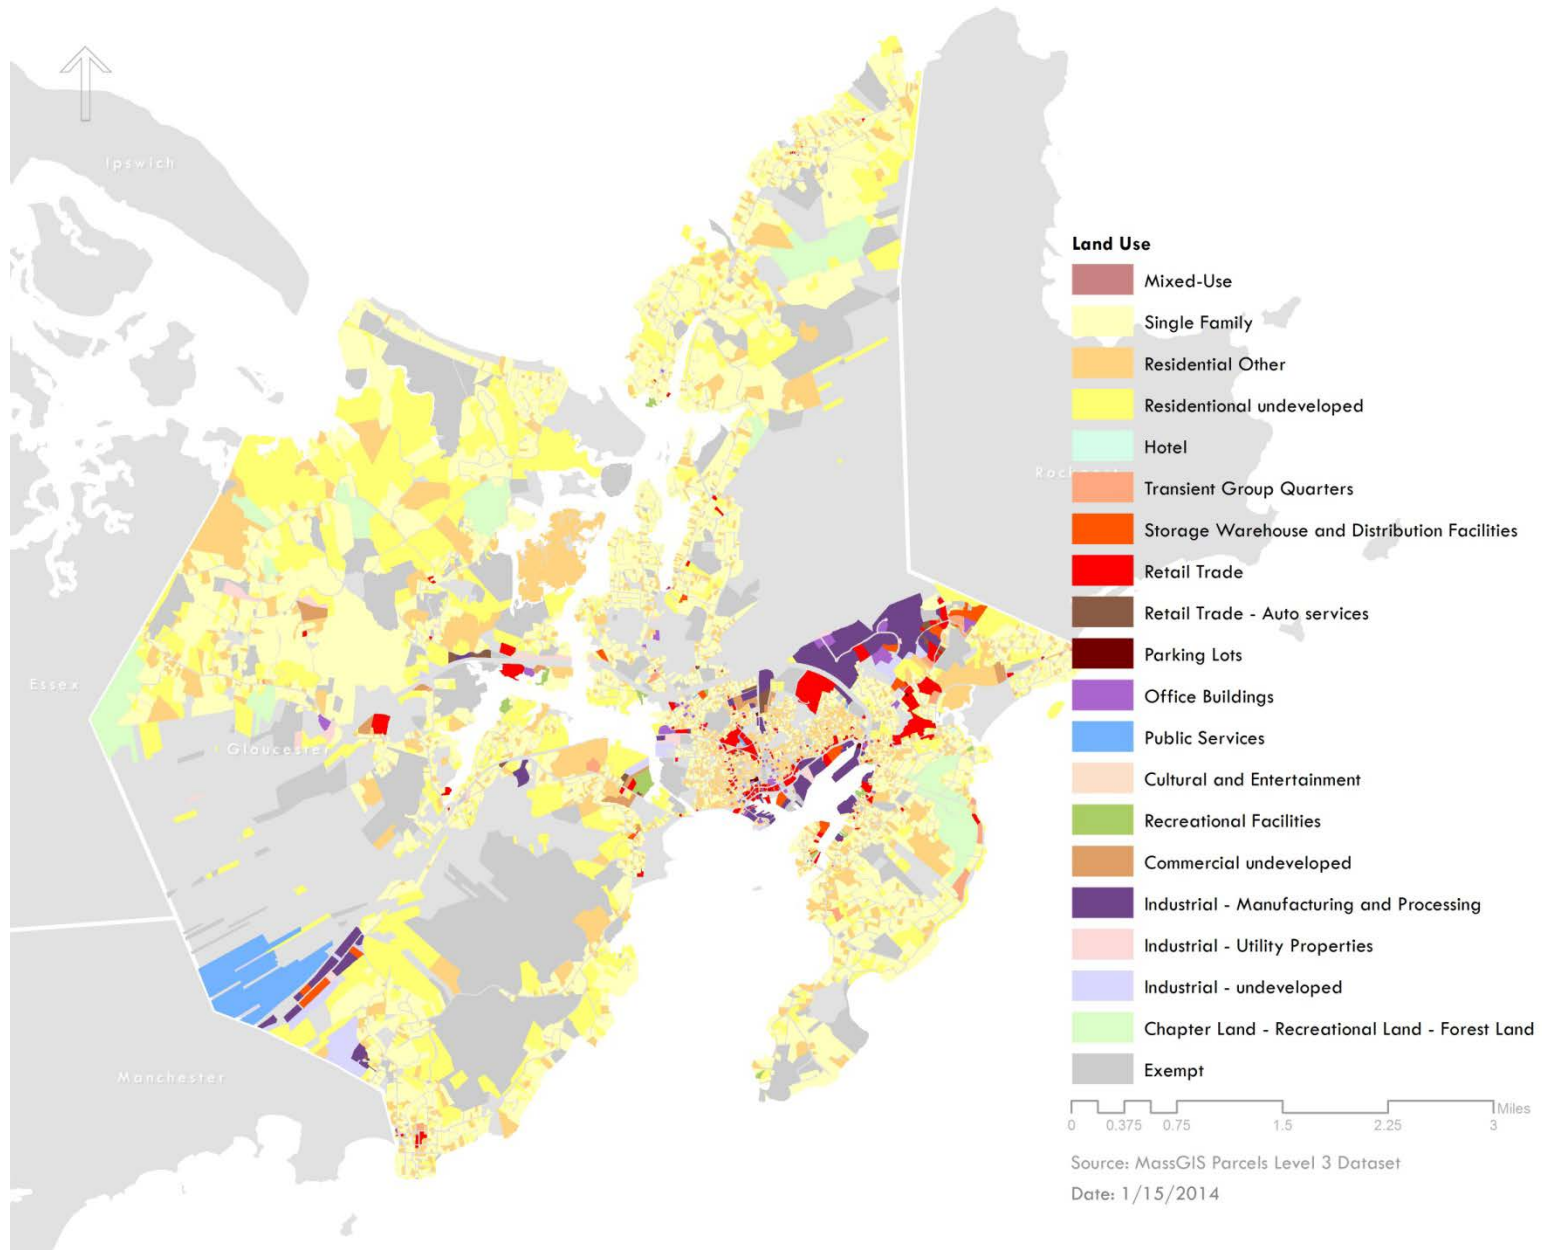 Ipswich
Land Use
Mixed-Use
Single Family
Residential Other
Residentional undeveloped
Hotel
Transient Group Quarters
Storage Warehouse and Distribution Facilities
Retail Trade
Retail Trade - Auto services
Parking Lots
Office Buildings
Public Services
Cultural and Entertainment
Recreational Facilities
Commercial undeveloped
Industrial - Manufacturing and Processing
Industrial - Utility Properties
Industrial - undeveloped
Chapter Land - Recreational Land - Forest Land
Exempt
Essex
Gloucester
Manchester
Miles
0 0.375 0.75 1.5 2.25 3
Source: MassGIS Parcels Level 3 Dataset
Date: 1/15/2014